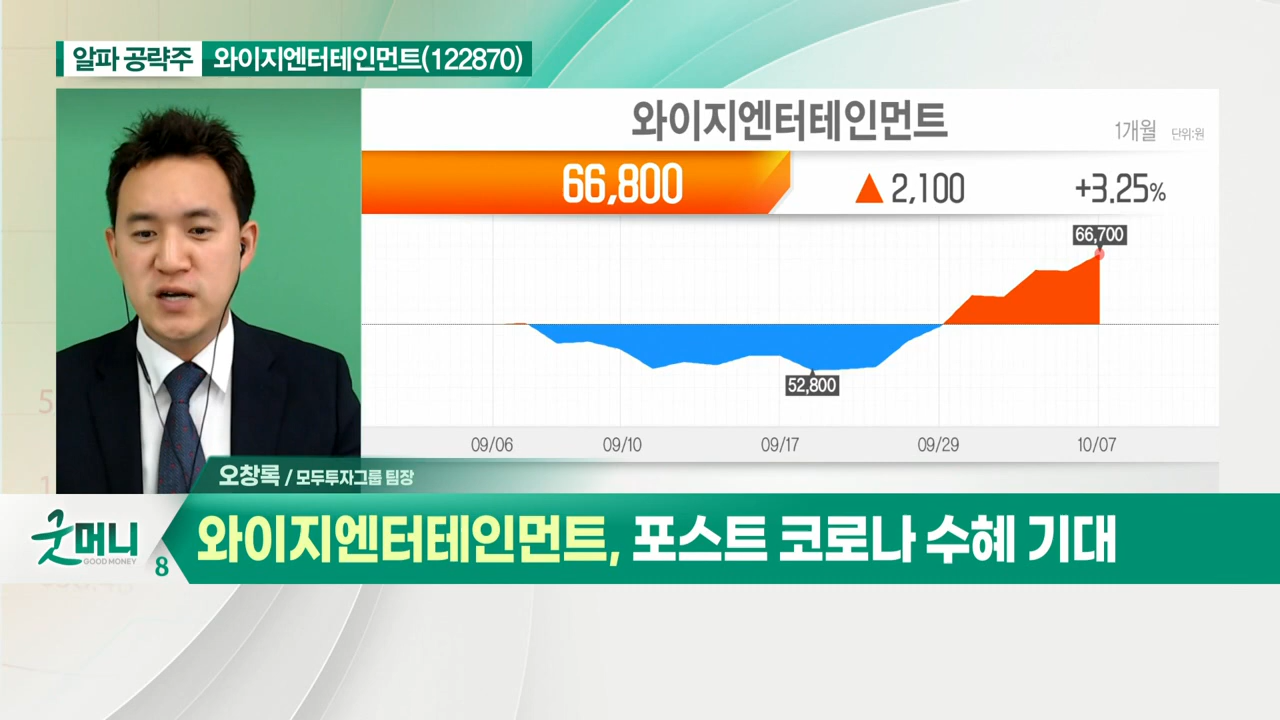 알파 공략주 와이지엔터테인먼트(122870)
와이지엔터테인먼트
1개월 단위:원
66,800 ▲2,100 +3.25%
66,700
52,800
09/06 09/10 09/17 09/29 10/07
5
1
오창록 / 모두투자그룹 팀장
굿머니
GOOD MONEY
8
와이지엔터테인먼트, 포스트 코로나 수혜 기대